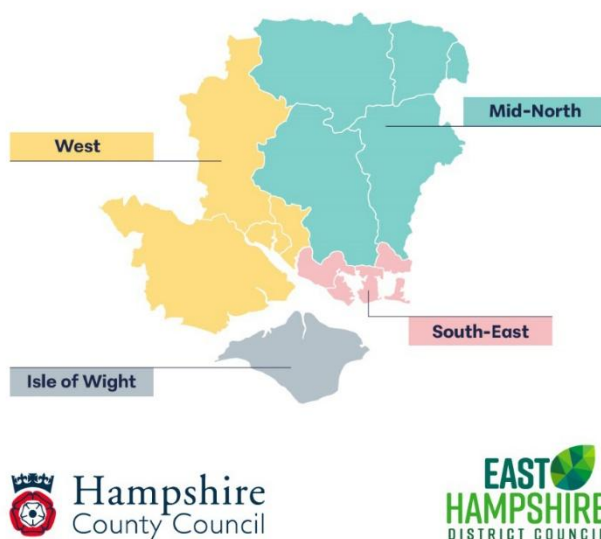 Mid-North
West
South-East
Isle of Wight
Hampshire
County Council
EAST
HAMPSHIRE
DISTRICT COUNCIL